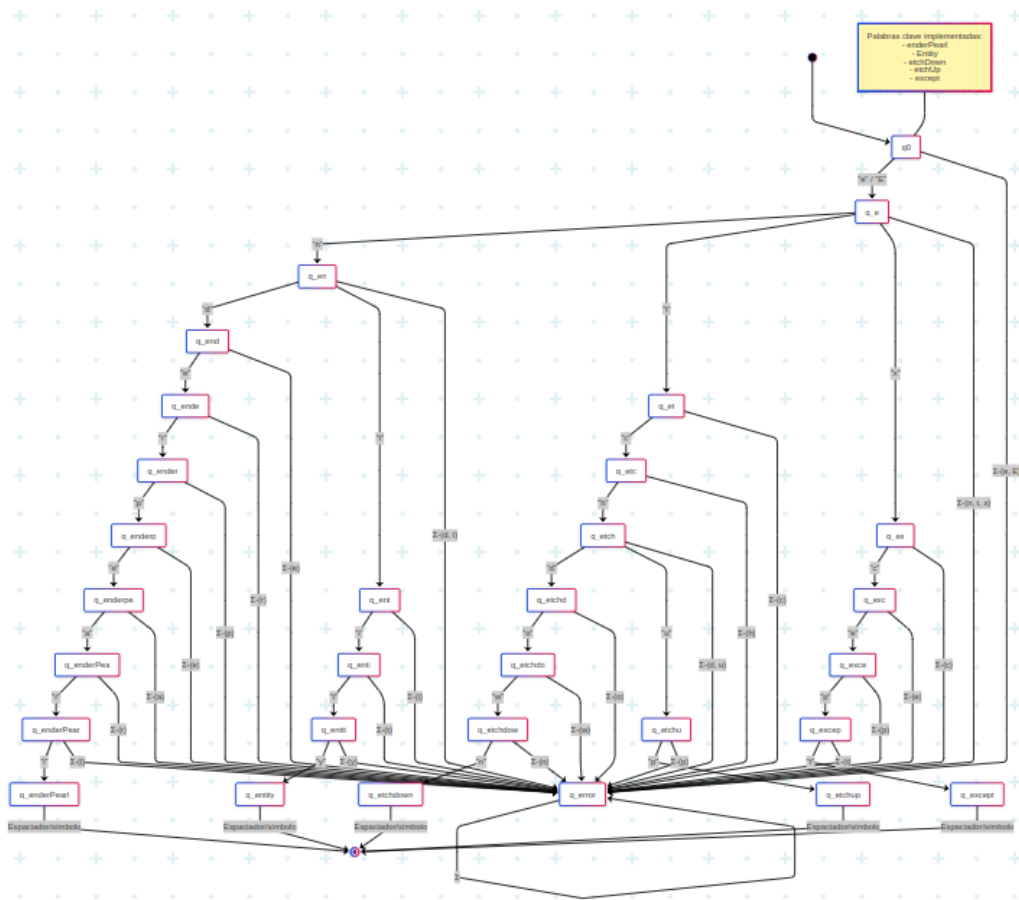 Palabras clave implementadas:
- enderPearl
- Entity
- etchDown
- etchUp
- except
q0
"e" / "E"
q_e
"n"
q_en
"d"
"t"
q_end
"e"
"x"
q_ende
q_et
"r"
"t"
"c"
q_ender
q_etc
Σ-{e, E}
"p"
"h"
Σ-{n, t, x}
q_enderp
Σ-{d, t}
q_etch
q_ex
"e"
Σ-{e}
"d"
"c"
q_enderpe
Σ-{r}
q_ent
q_etchd
Σ-{c}
q_exc
"a"
Σ-{p}
"i"
"o"
"u"
Σ-{h}
"e"
q_enderPea
Σ-{e}
q_enti
q_etchdo
Σ-{d, u}
q_exce
Σ-{c}
"r"
Σ-{a}
"t"
Σ-{i}
"w"
Σ-{o}
"p"
Σ-{e}
q_enderPear
Σ-{r}
q_entit
Σ-{t}
q_etchdow
Σ-{w}
q_etchu
q_excep
Σ-{p}
"l"
Σ-{l}
"y"
Σ-{y}
"n"
Σ-{n}
"p"
Σ-{p}
"t"
Σ-{t}
q_enderPearl
q_entity
q_etchdown
q_error
q_etchup
q_except
Espaciador/símbolo
Espaciador/símbolo
Espaciador/símbolo
Espaciador/símbolo
Espaciador/símbolo
Σ